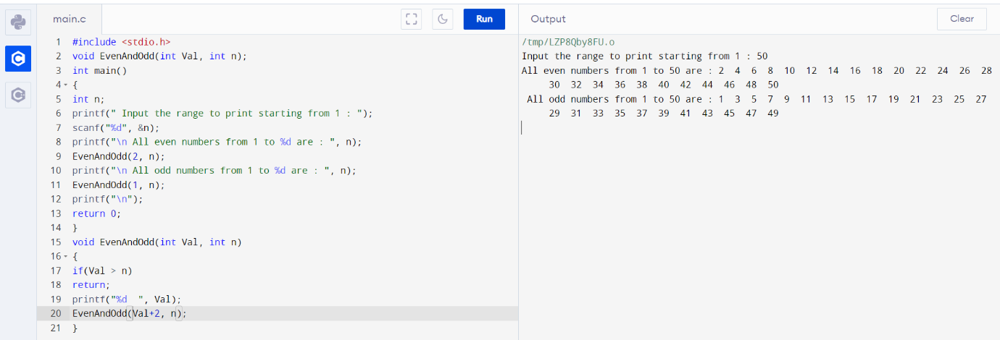 main.c
Run
1 #include <stdio.h>
2 void EvenAndOdd(int Val, int n);
3 int main()
4 {
5 int n;
6 printf(" Input the range to print starting from 1 : ");
7 scanf("%d", &n);
8 printf("\n All even numbers from 1 to %d are : ", n);
9 EvenAndOdd(2, n);
10 printf("\n All odd numbers from 1 to %d are : ", n);
11 EvenAndOdd(1, n);
12 printf("\n");
13 return 0;
14 }
15 void EvenAndOdd(int Val, int n)
16 {
17 if(Val > n)
18 return;
19 printf("%d  ", Val);
20 EvenAndOdd(Val+2, n);
21 }
Output
Clear
/tmp/LZP8Qby8FU.o
Input the range to print starting from 1 : 50
All even numbers from 1 to 50 are : 2  4  6  8  10  12  14  16  18  20  22  24  26  28
30  32  34  36  38  40  42  44  46  48  50
All odd numbers from 1 to 50 are : 1  3  5  7  9  11  13  15  17  19  21  23  25  27
29  31  33  35  37  39  41  43  45  47  49